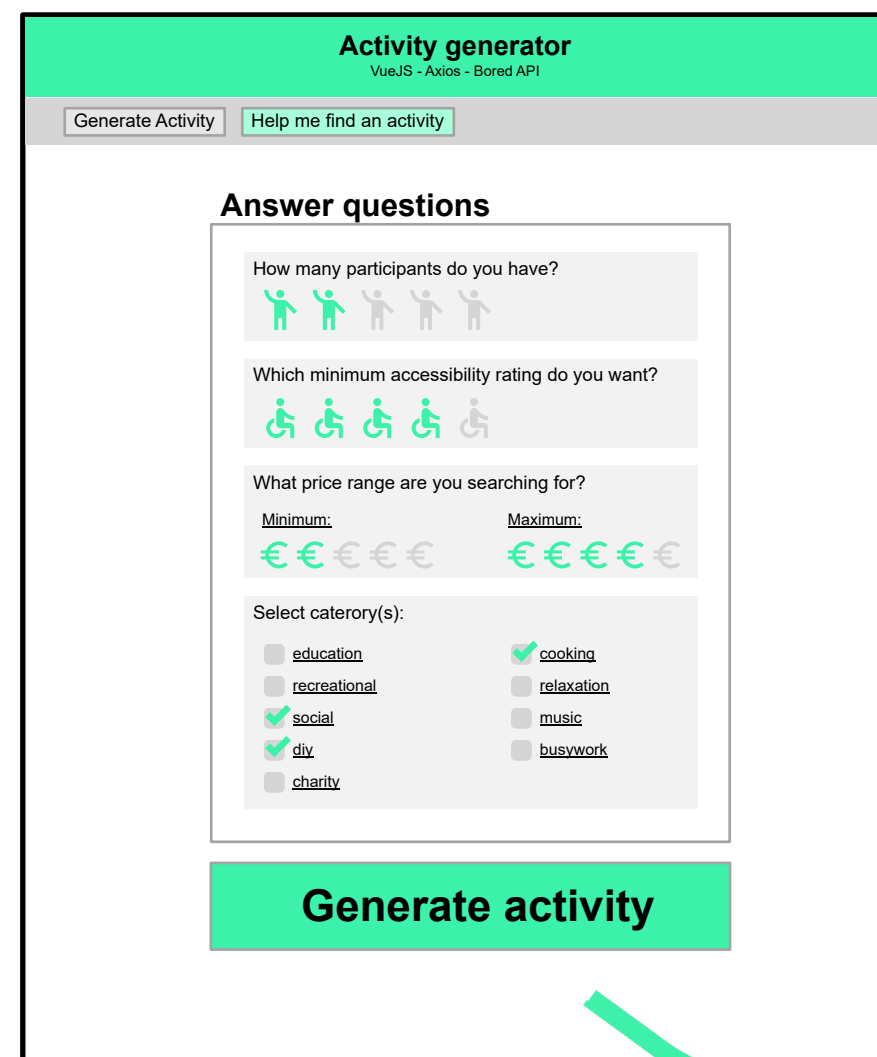 Activity generator
VueJS - Axios - Bored API
Generate Activity Help me find an activity
Answer questions
How many participants do you have?
Which minimum accessibility rating do you want?
What price range are you searching for?
Minimum: Maximum:
€ € € € € € € € € €
Select caterory(s):
education cooking
recreational relaxation
social music
diy busywork
charity
Generate activity